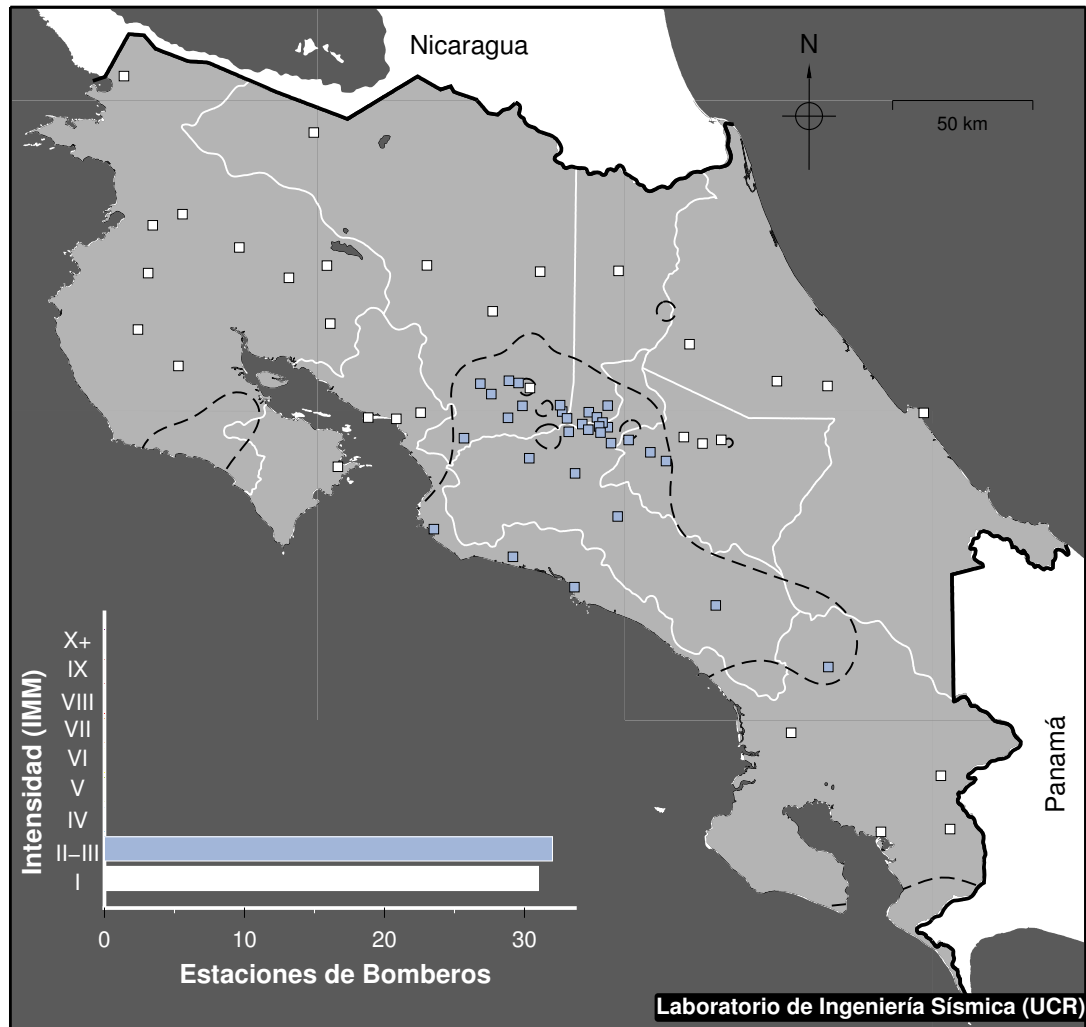 Nicaragua
N
50 km
Panamá
Intensidad (IMM)
X+
IX
VIII
VII
VI
V
IV
II–III
I
0 10 20 30
Estaciones de Bomberos
Laboratorio de Ingeniería Sísmica (UCR)